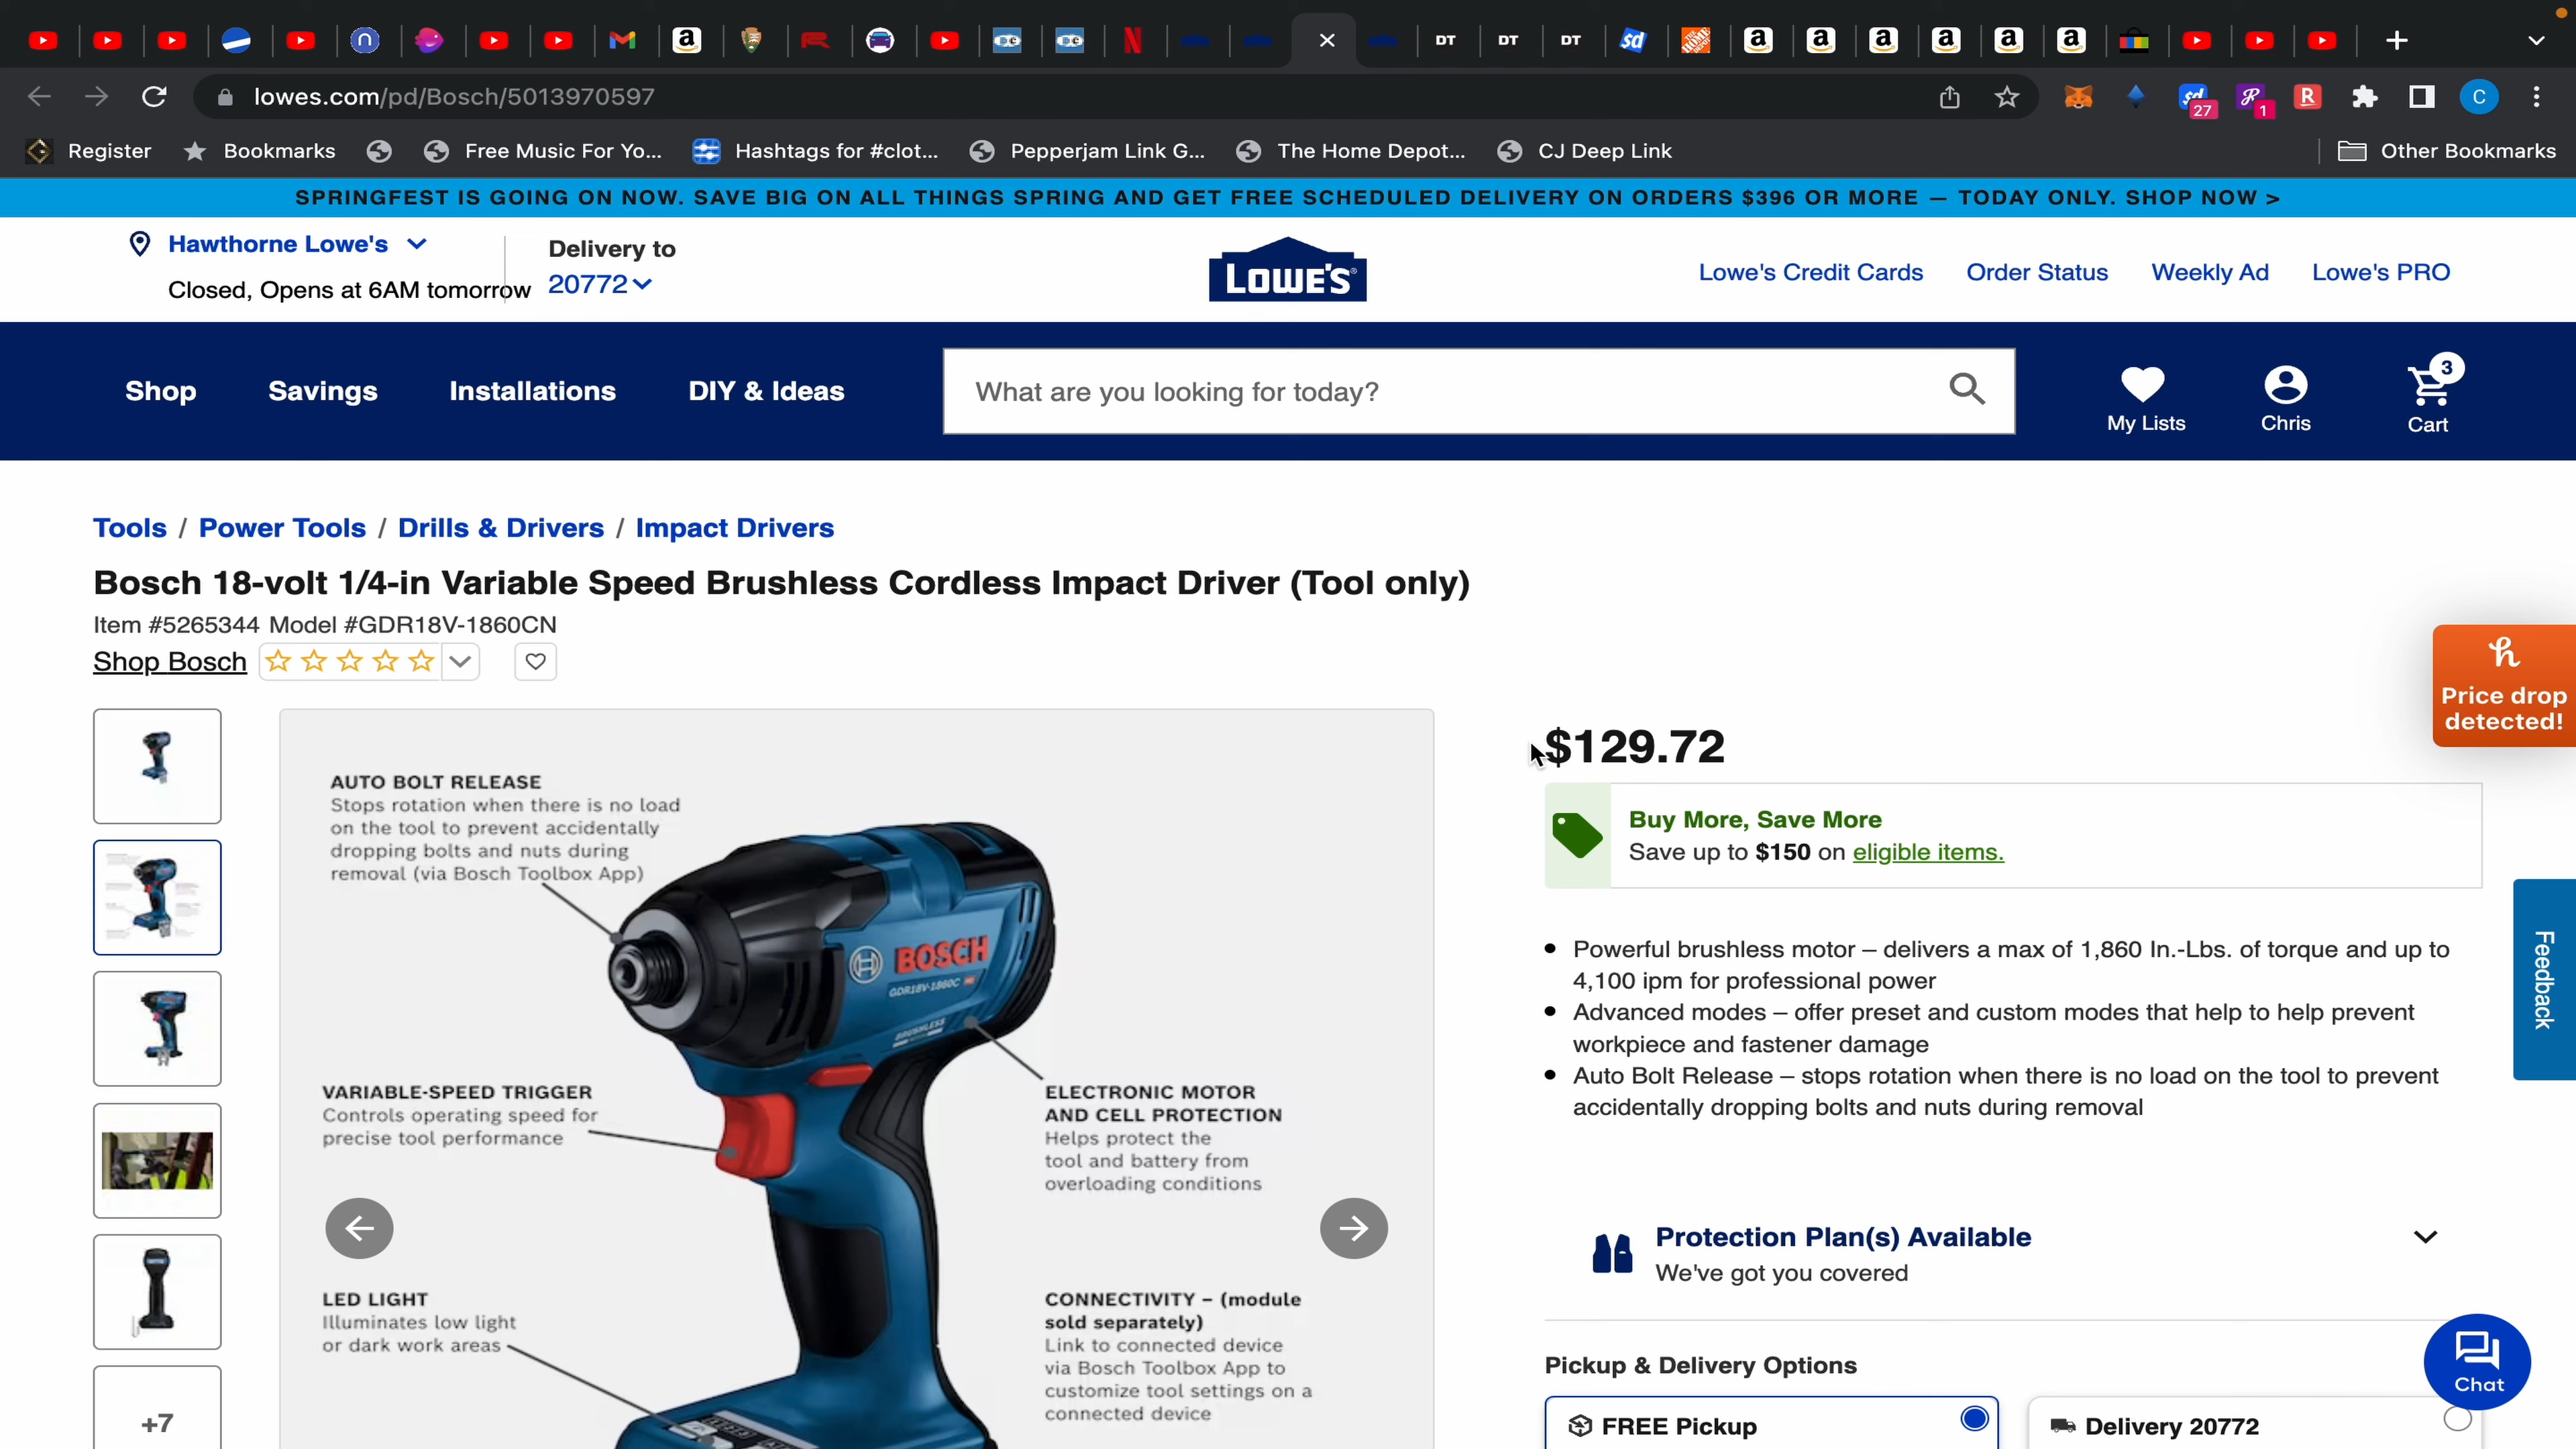 DT DT DT
lowes.com/pd/Bosch/5013970597
27 1 C
Register Bookmarks Free Music For Yo... Hashtags for #clot... Pepperjam Link G... The Home Depot... CJ Deep Link Other Bookmarks
SPRINGFEST IS GOING ON NOW. SAVE BIG ON ALL THINGS SPRING AND GET FREE SCHEDULED DELIVERY ON ORDERS $396 OR MORE — TODAY ONLY. SHOP NOW >
Hawthorne Lowe's
Closed, Opens at 6AM tomorrow
Delivery to
20772
LOWE'S
Lowe's Credit Cards Order Status Weekly Ad Lowe's PRO
Shop Savings Installations DIY & Ideas
What are you looking for today?
My Lists
Chris
3
Cart
Tools / Power Tools / Drills & Drivers / Impact Drivers
Bosch 18-volt 1/4-in Variable Speed Brushless Cordless Impact Driver (Tool only)
Item #5265344 Model #GDR18V-1860CN
Shop Bosch
+7
AUTO BOLT RELEASE
Stops rotation when there is no load
on the tool to prevent accidentally
dropping bolts and nuts during
removal (via Bosch Toolbox App)
BOSCH
GDR18V-1860C
BRUSHLESS
VARIABLE-SPEED TRIGGER
Controls operating speed for
precise tool performance
ELECTRONIC MOTOR
AND CELL PROTECTION
Helps protect the
tool and battery from
overloading conditions
LED LIGHT
Illuminates low light
or dark work areas
CONNECTIVITY – (module
sold separately)
Link to connected device
via Bosch Toolbox App to
customize tool settings on a
connected device
$129.72
Buy More, Save More
Save up to $150 on eligible items.
Powerful brushless motor – delivers a max of 1,860 In.-Lbs. of torque and up to
4,100 ipm for professional power
Advanced modes – offer preset and custom modes that help to help prevent
workpiece and fastener damage
Auto Bolt Release – stops rotation when there is no load on the tool to prevent
accidentally dropping bolts and nuts during removal
Protection Plan(s) Available
We've got you covered
Pickup & Delivery Options
FREE Pickup
Delivery 20772
Price drop
detected!
Feedback
Chat